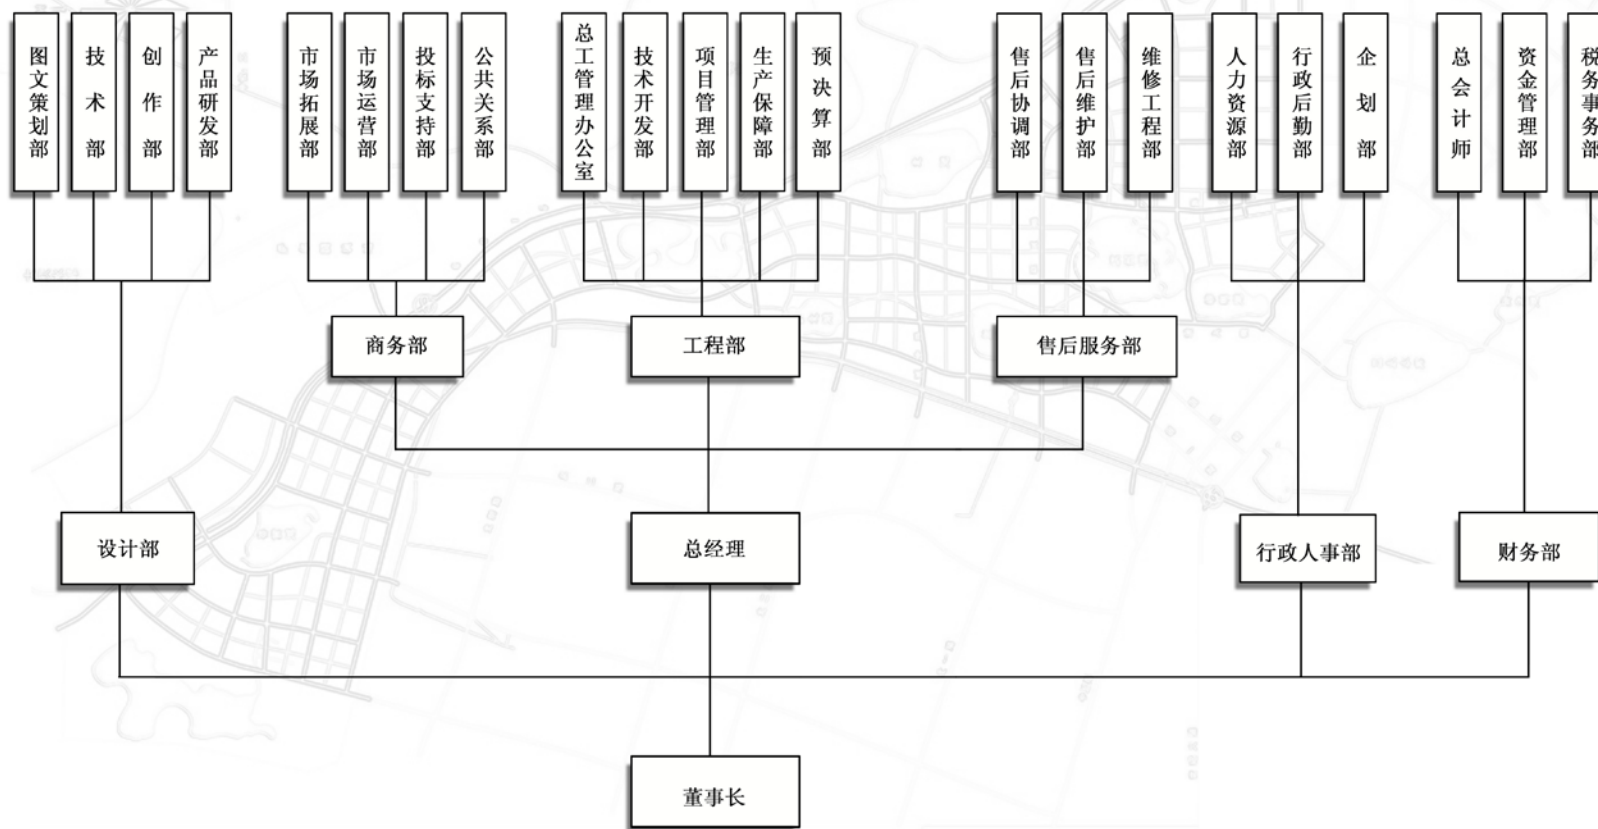 图文策划部
技术部
创作部
产品研发部
市场拓展部
市场运营部
投标支持部
公共关系部
总工管理办公室
技术开发部
项目管理部
生产保障部
预决算部
售后协调部
售后维护部
维修工程部
人力资源部
行政后勤部
企划部
总会计师
资金管理部
税务事务部
商务部
工程部
售后服务部
设计部
总经理
行政人事部
财务部
董事长